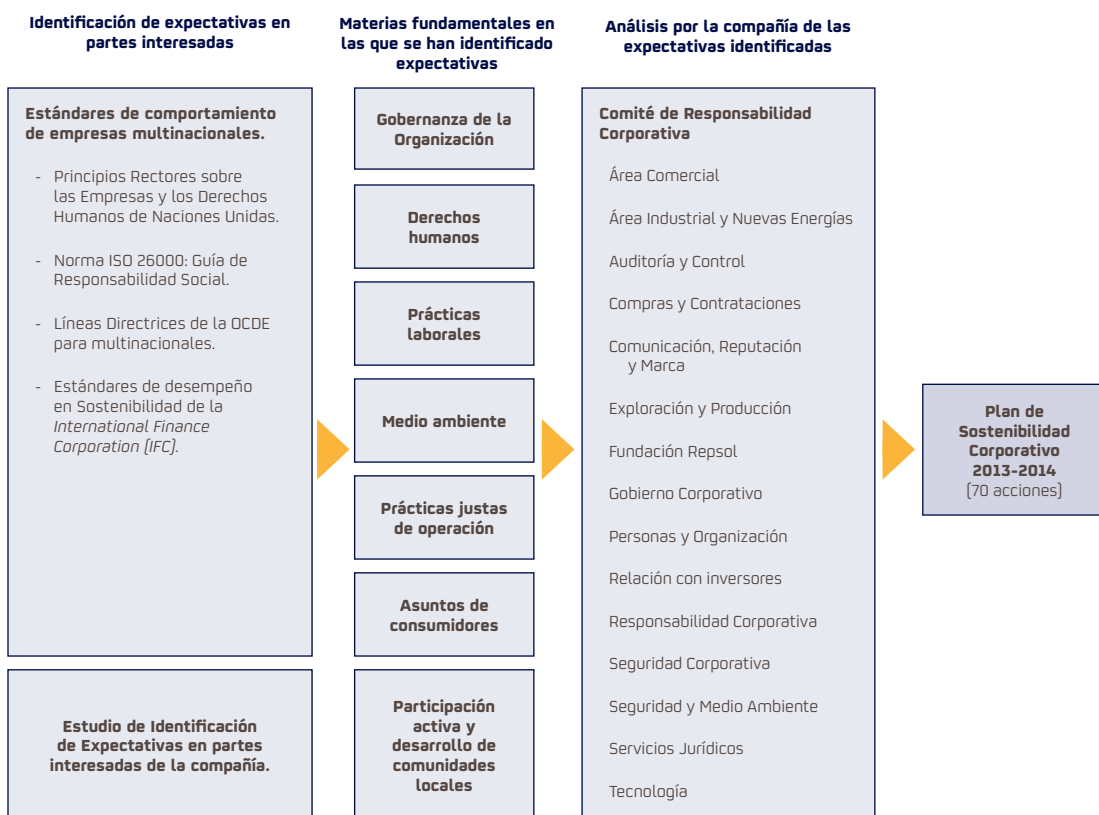 Identificación de expectativas en
partes interesadas
Estándares de comportamiento
de empresas multinacionales.
- Principios Rectores sobre
las Empresas y los Derechos
Humanos de Naciones Unidas.
- Norma ISO 26000: Guía de
Responsabilidad Social.
- Líneas Directrices de la OCDE
para multinacionales.
- Estándares de desempeño
en Sostenibilidad de la
International Finance
Corporation (IFC).
Estudio de Identificación
de Expectativas en partes
interesadas de la compañía.
Materias fundamentales en
las que se han identificado
expectativas
Gobernanza de la
Organización
Derechos
humanos
Prácticas
laborales
Medio ambiente
Prácticas justas
de operación
Asuntos de
consumidores
Participación
activa y
desarrollo de
comunidades
locales
Análisis por la compañía de las
expectativas identificadas
Comité de Responsabilidad
Corporativa
Área Comercial
Área Industrial y Nuevas Energías
Auditoría y Control
Compras y Contrataciones
Comunicación, Reputación
y Marca
Exploración y Producción
Fundación Repsol
Gobierno Corporativo
Personas y Organización
Relación con inversores
Responsabilidad Corporativa
Seguridad Corporativa
Seguridad y Medio Ambiente
Servicios Jurídicos
Tecnología
Plan de
Sostenibilidad
Corporativo
2013-2014
(70 acciones)